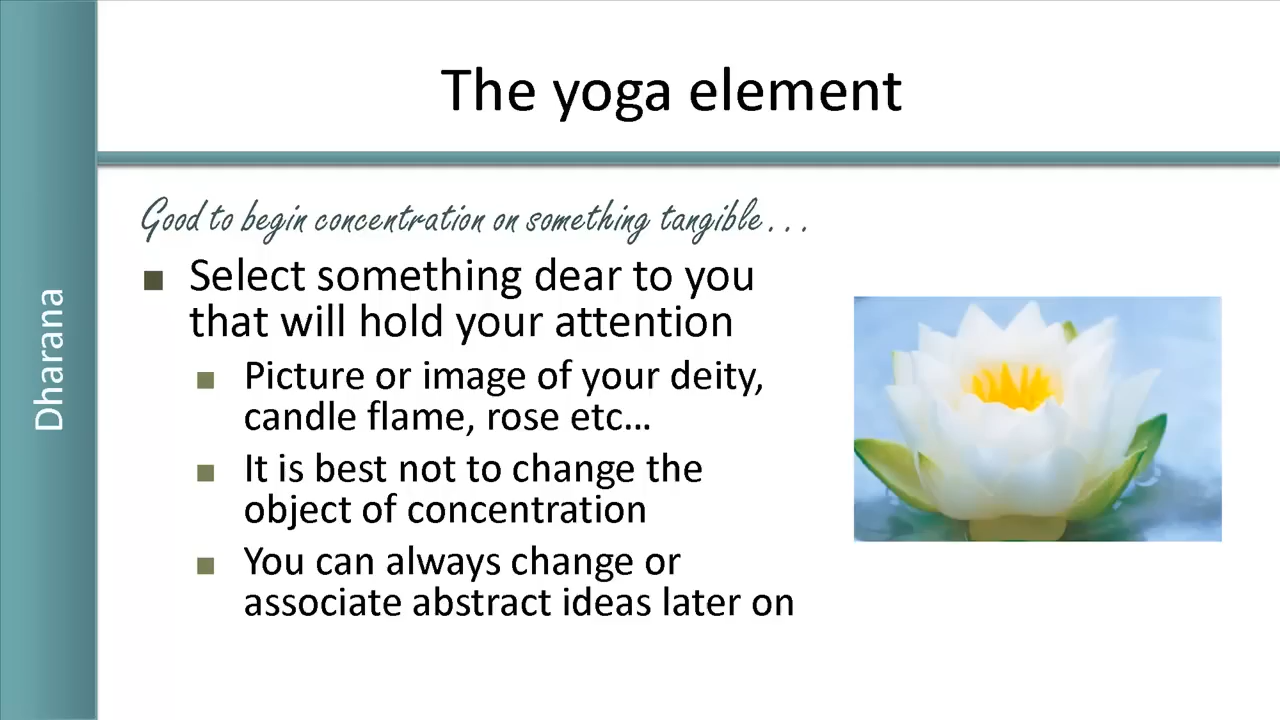 The yoga element
Good to begin concentration on something tangible...
Dharana
■ Select something dear to you
that will hold your attention
■ Picture or image of your deity,
candle flame, rose etc…
■ It is best not to change the
object of concentration
■ You can always change or
associate abstract ideas later on